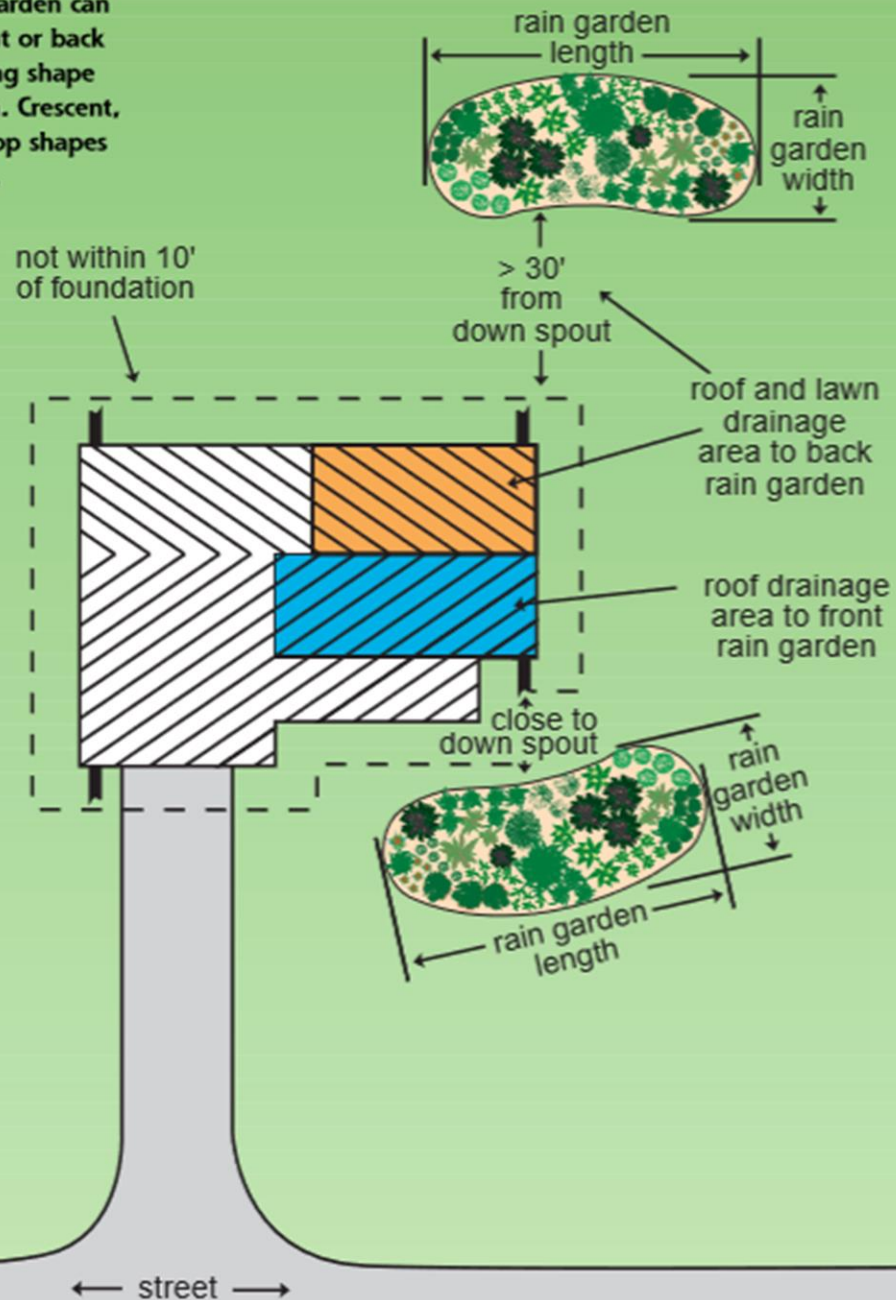 arden can
t or back
g shape
. Crescent,
op shapes
rain garden
length
rain
garden
width
not within 10'
of foundation
> 30'
from
down spout
roof and lawn
drainage
area to back
rain garden
roof drainage
area to front
rain garden
close to
down spout
rain
garden
width
rain garden
length
street